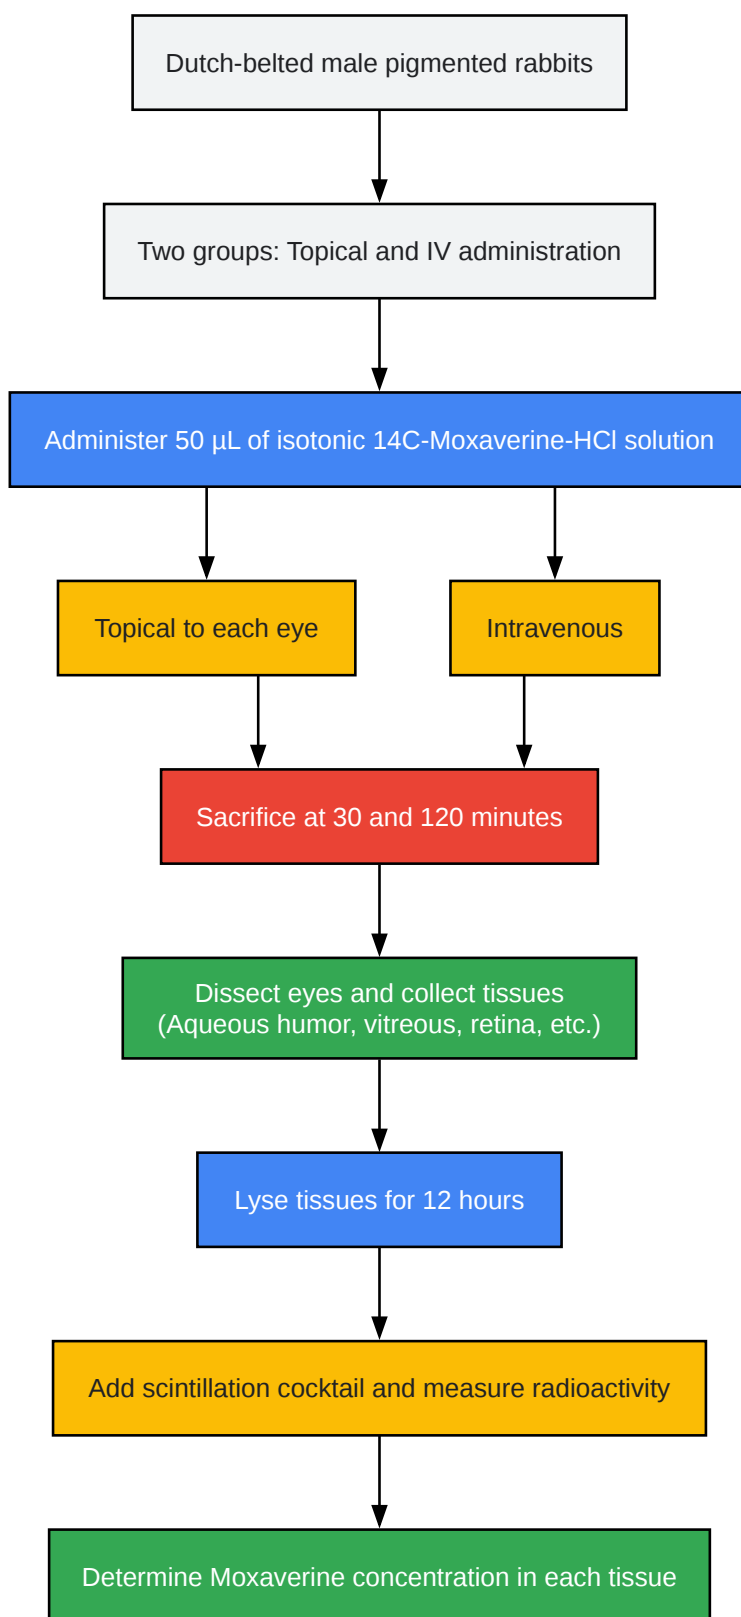 Dutch-belted male pigmented rabbits
Two groups: Topical and IV administration
Administer 50 µL of isotonic 14C-Moxaverine-HCl solution
Topical to each eye
Intravenous
Sacrifice at 30 and 120 minutes
Dissect eyes and collect tissues
(Aqueous humor, vitreous, retina, etc.)
Lyse tissues for 12 hours
Add scintillation cocktail and measure radioactivity
Determine Moxaverine concentration in each tissue